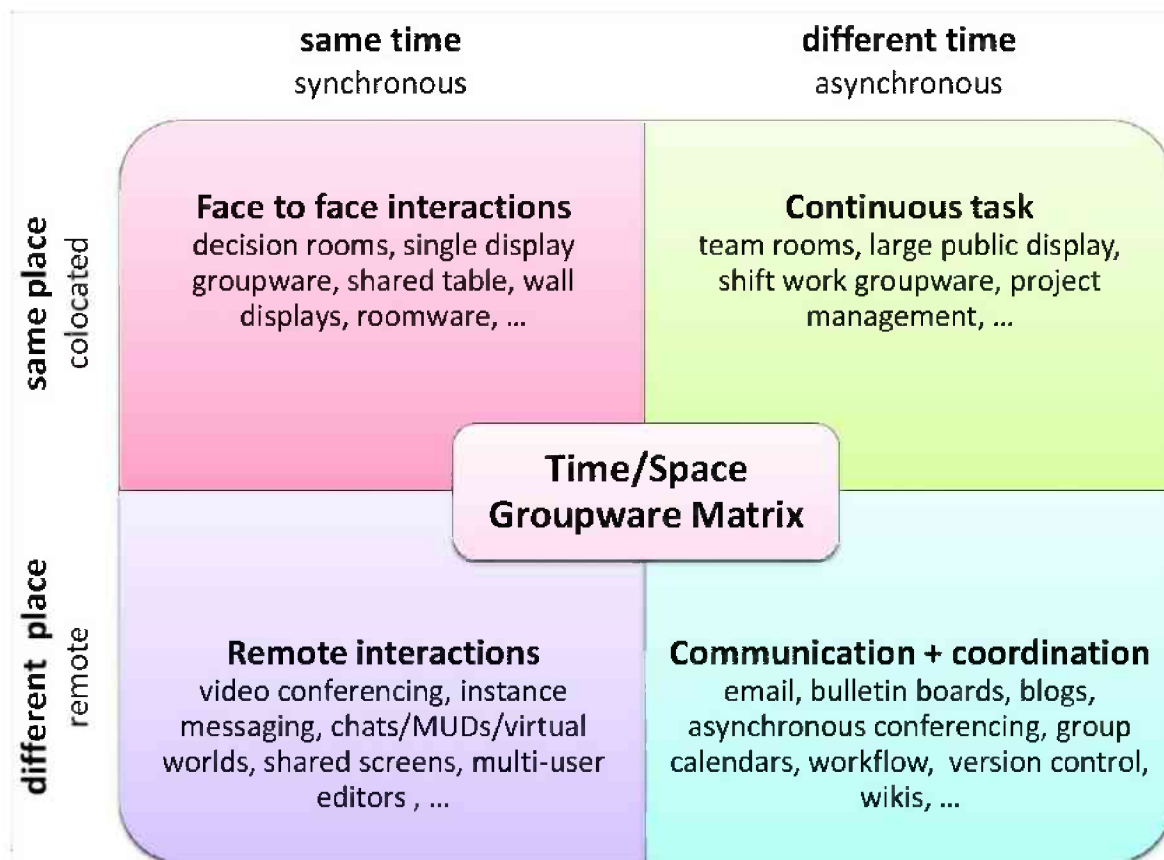 same time
synchronous
different time
asynchronous
same place
colocated
Face to face interactions
decision rooms, single display
groupware, shared table, wall
displays, roomware, ...
Continuous task
team rooms, large public display,
shift work groupware, project
management, ...
Time/Space
Groupware Matrix
different place
remote
Remote interactions
video conferencing, instance
messaging, chats/MUDs/virtual
worlds, shared screens, multi-user
editors , ...
Communication + coordination
email, bulletin boards, blogs,
asynchronous conferencing, group
calendars, workflow, version control,
wikis, ...